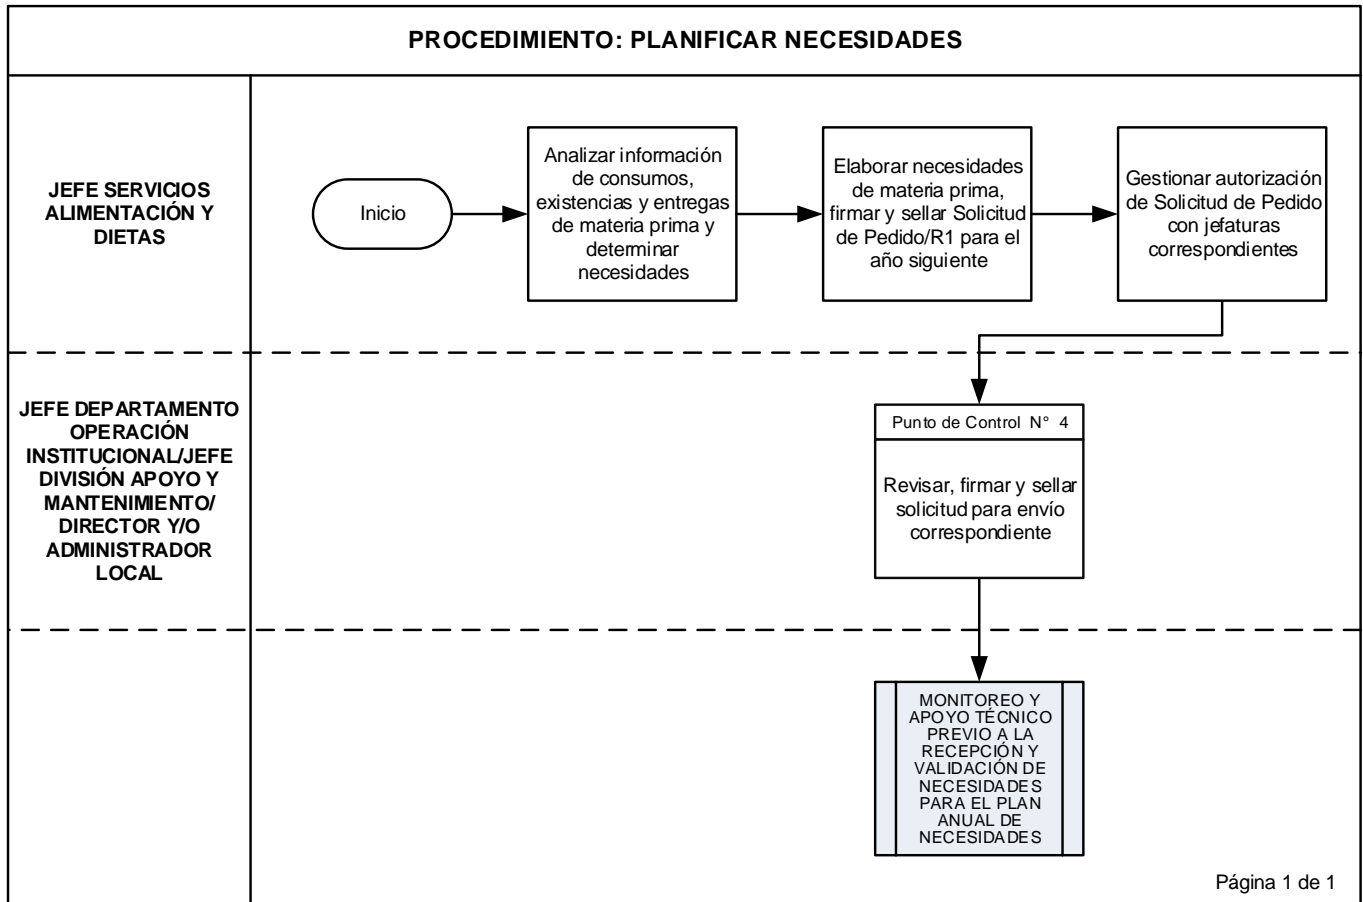 PROCEDIMIENTO: PLANIFICAR NECESIDADES
JEFE SERVICIOS
ALIMENTACIÓN Y
DIETAS
Inicio
Analizar información
de consumos,
existencias y entregas
de materia prima y
determinar
necesidades
Elaborar necesidades
de materia prima,
firmar y sellar Solicitud
de Pedido/R1 para el
año siguiente
Gestionar autorización
de Solicitud de Pedido
con jefaturas
correspondientes
JEFE DEPARTAMENTO
OPERACIÓN
INSTITUCIONAL/JEFE
DIVISIÓN APOYO Y
MANTENIMIENTO/
DIRECTOR Y/O
ADMINISTRADOR
LOCAL
Punto de Control N° 4
Revisar, firmar y sellar
solicitud para envío
correspondiente
MONITOREO Y
APOYO TÉCNICO
PREVIO A LA
RECEPCIÓN Y
VALIDACIÓN DE
NECESIDADES
PARA EL PLAN
ANUAL DE
NECESIDADES
Página 1 de 1